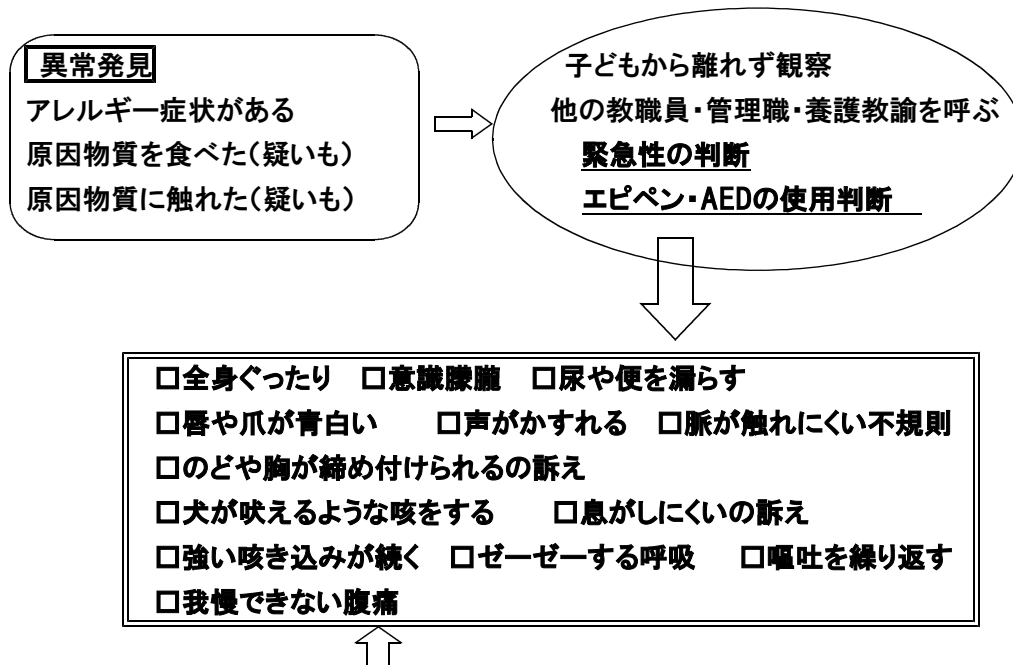 異常発見
アレルギー症状がある
原因物質を食べた(疑いも)
原因物質に触れた(疑いも)
子どもから離れず観察
他の教職員・管理職・養護教諭を呼ぶ
緊急性の判断
エピペン・AEDの使用判断
□全身ぐったり □意識朦朧 □尿や便を漏らす
□唇や爪が青白い □声がかすれる □脈が触れにくい不規則
□のどや胸が締め付けられるの訴え
□犬が吠えるような咳をする □息がしにくいの訴え
□強い咳き込みが続く □ゼーゼーする呼吸 □嘔吐を繰り返す
□我慢できない腹痛